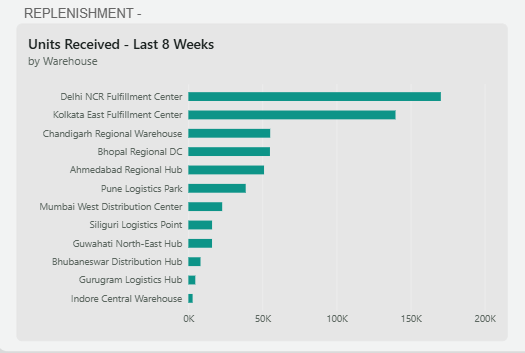 REPLENISHMENT -
Units Received - Last 8 Weeks
by Warehouse
Delhi NCR Fulfillment Center
Kolkata East Fulfillment Center
Chandigarh Regional Warehouse
Bhopal Regional DC
Ahmedabad Regional Hub
Pune Logistics Park
Mumbai West Distribution Center
Siliguri Logistics Point
Guwahati North-East Hub
Bhubaneswar Distribution Hub
Gurugram Logistics Hub
Indore Central Warehouse
0K 50K 100K 150K 200K